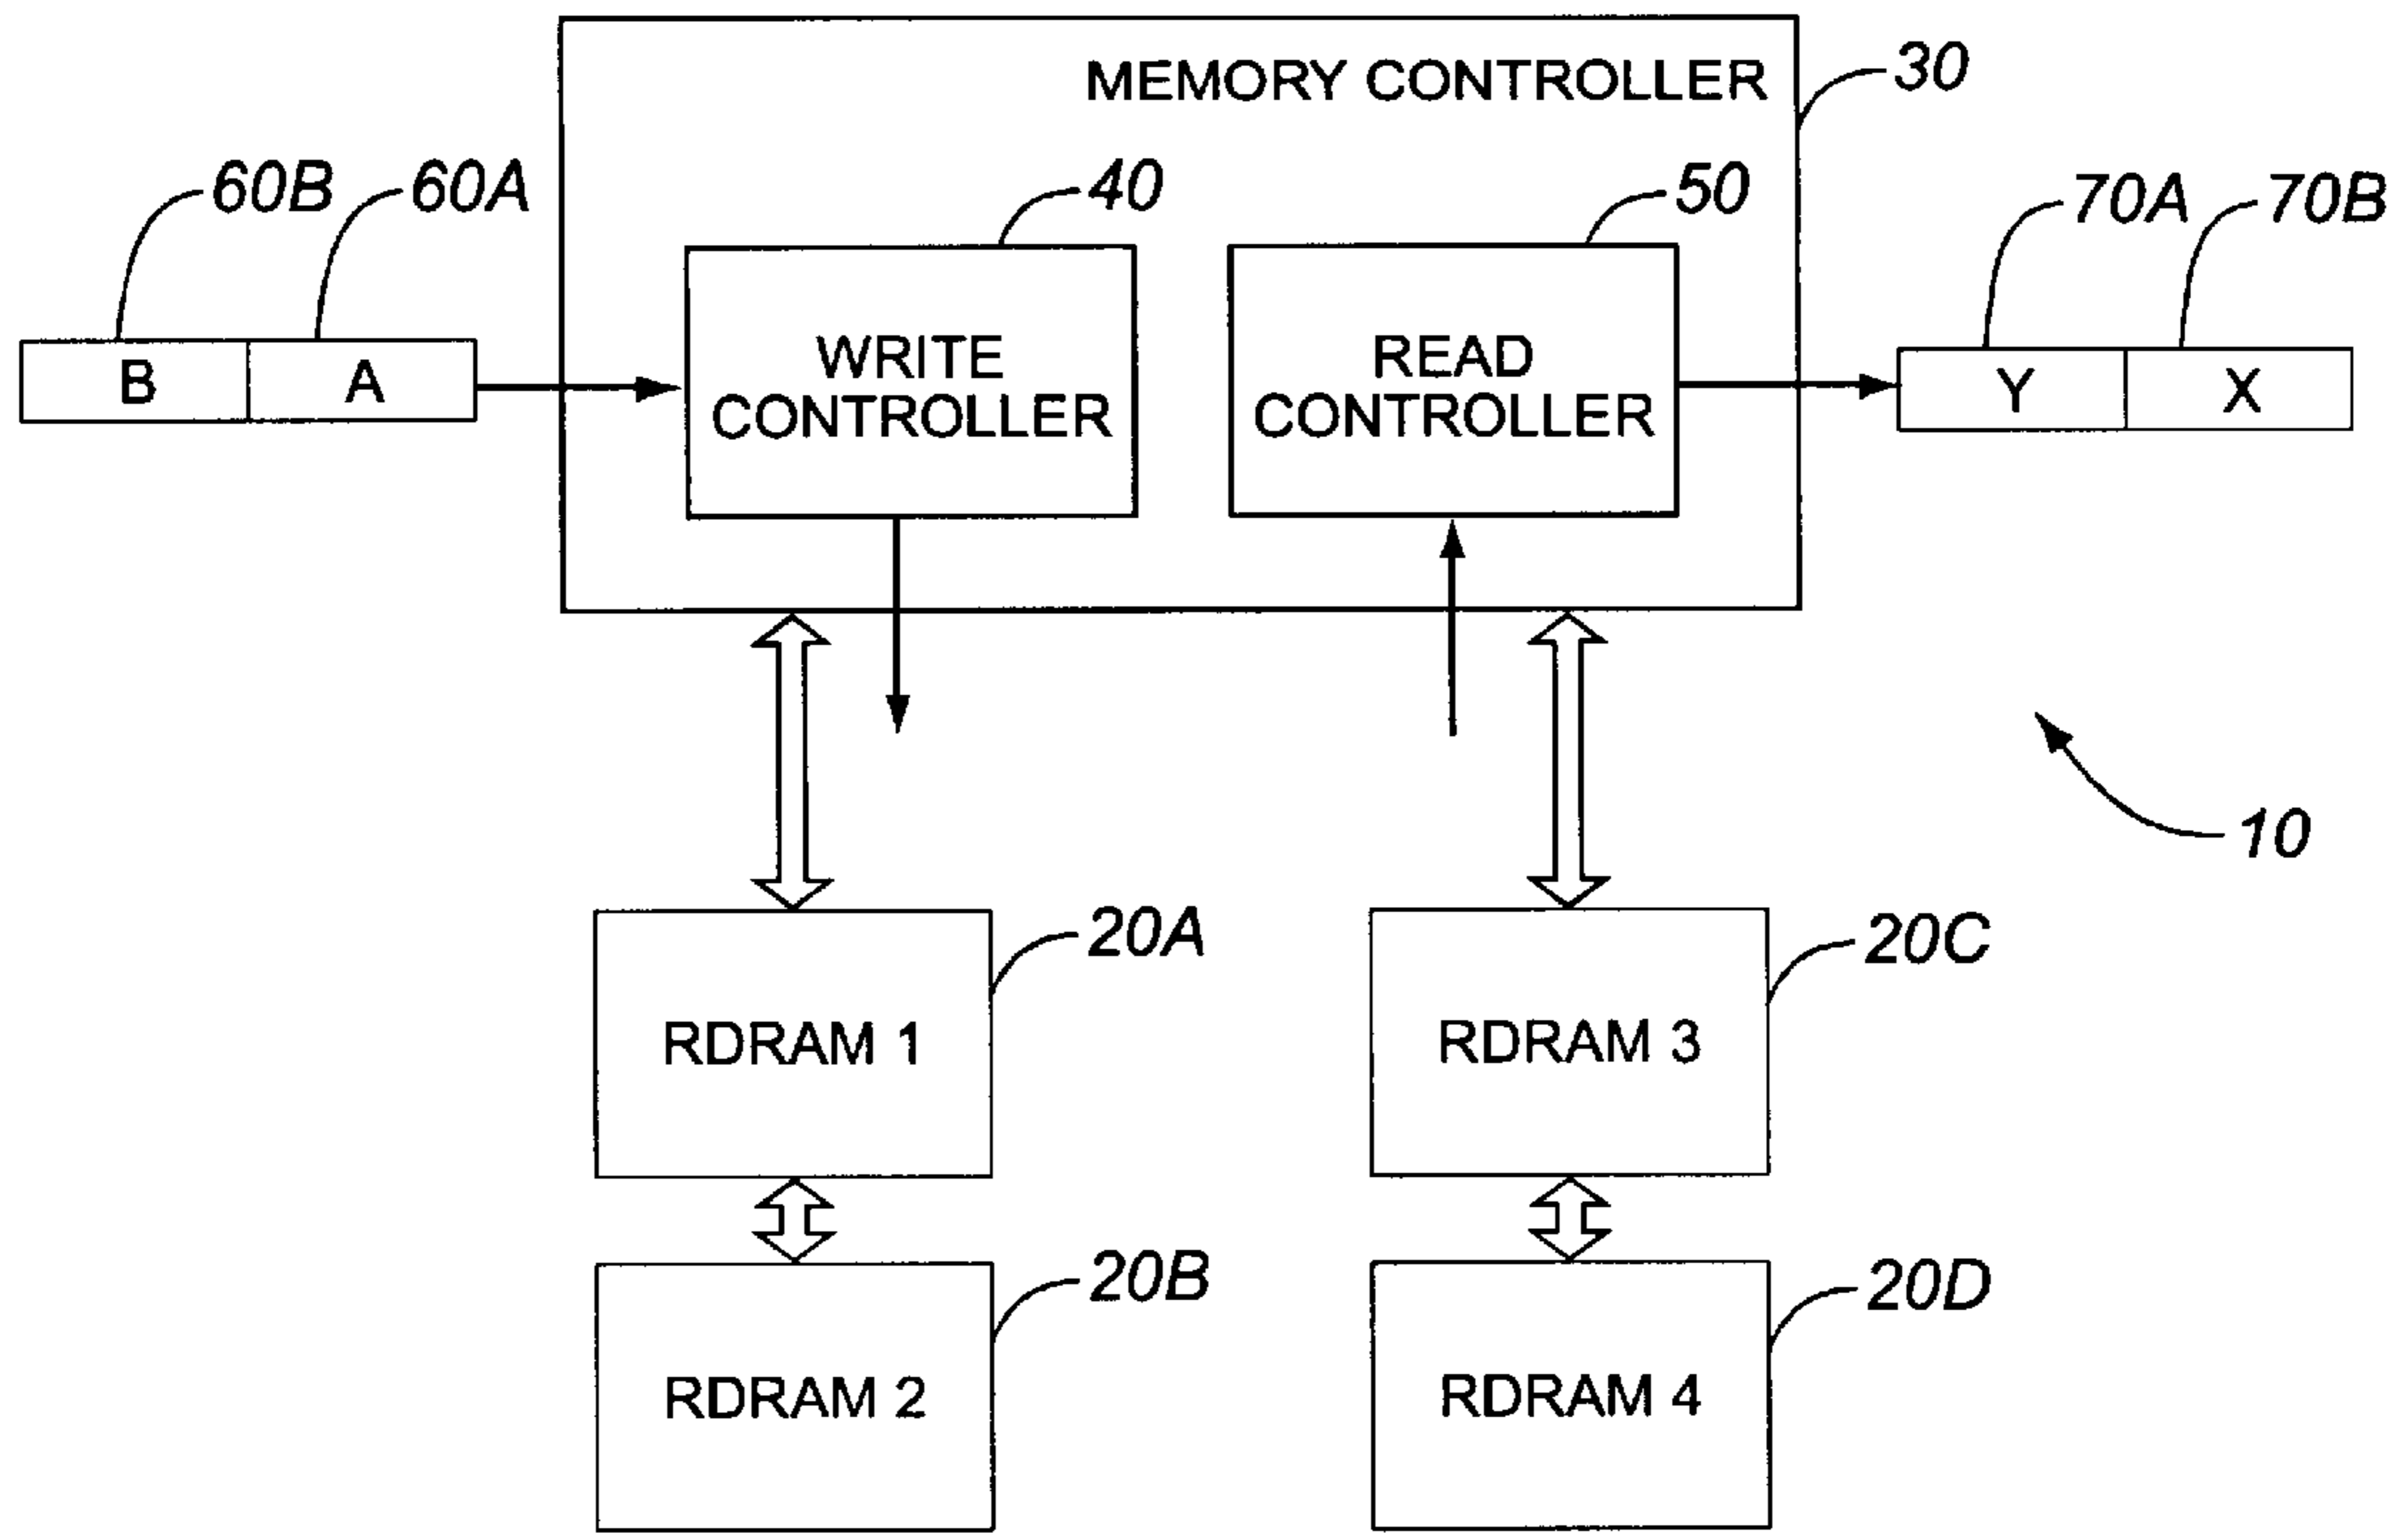 MEMORY CONTROLLER
30
60B
60A
40
50
70A
70B
B
A
WRITE
CONTROLLER
READ
CONTROLLER
Y
X
10
20A
20C
RDRAM 1
RDRAM 3
20B
20D
RDRAM 2
RDRAM 4